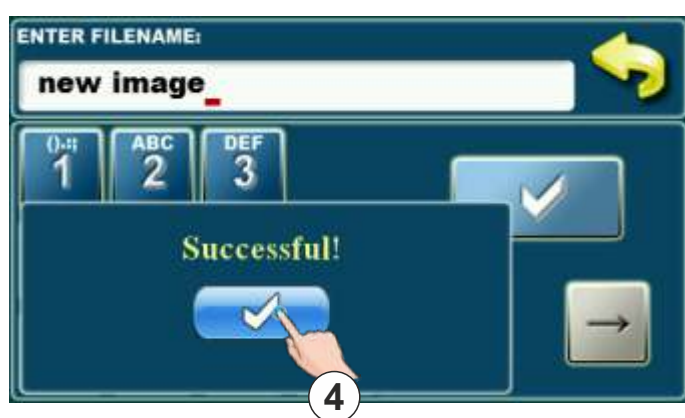 ENTER FILENAME:
new image_
().:; ABC DEF
1 2 3
Successful!
→
4